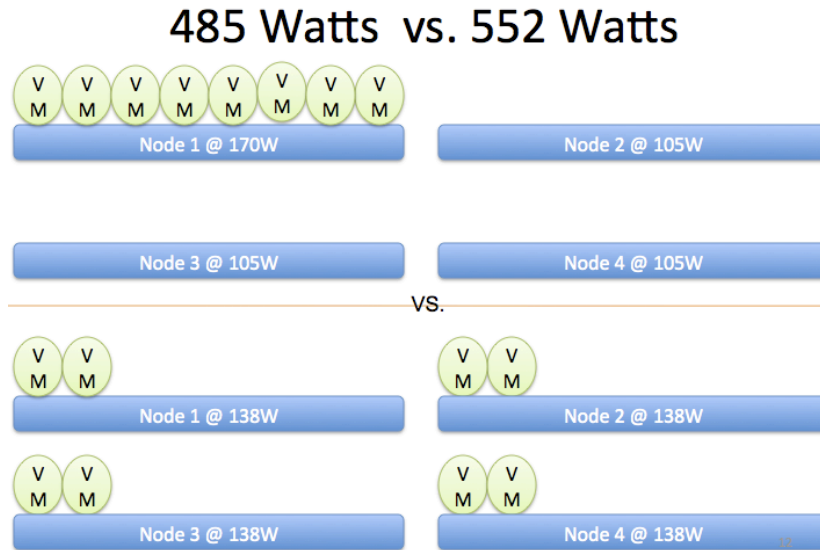 485 Watts vs. 552 Watts
V V V V V V V V
M M M M M M M M
Node 1 @ 170W
Node 2 @ 105W
Node 3 @ 105W
Node 4 @ 105W
VS.
V V
M M
Node 1 @ 138W
V V
M M
Node 2 @ 138W
V V
M M
Node 3 @ 138W
V V
M M
Node 4 @ 138W